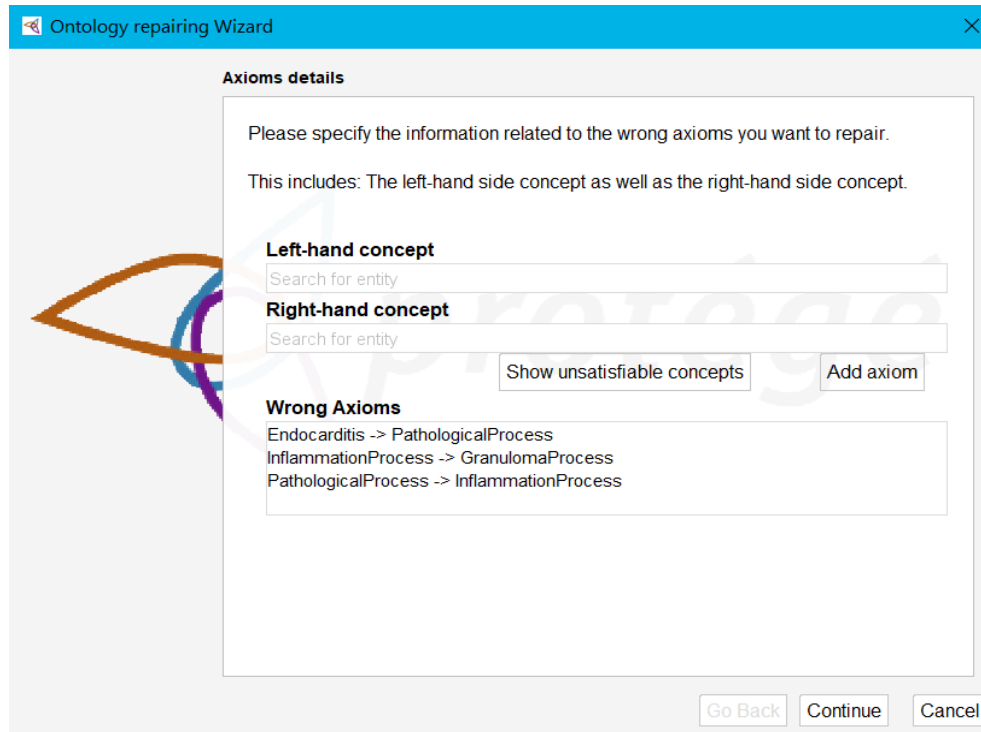 Ontology repairing Wizard
Axioms details
Please specify the information related to the wrong axioms you want to repair.
This includes: The left-hand side concept as well as the right-hand side concept.
Left-hand concept
Search for entity
Right-hand concept
Search for entity
protégé
Show unsatisfiable concepts
Add axiom
Wrong Axioms
Endocarditis -> PathologicalProcess
InflammationProcess -> GranulomaProcess
PathologicalProcess -> InflammationProcess
Go Back
Continue
Cancel